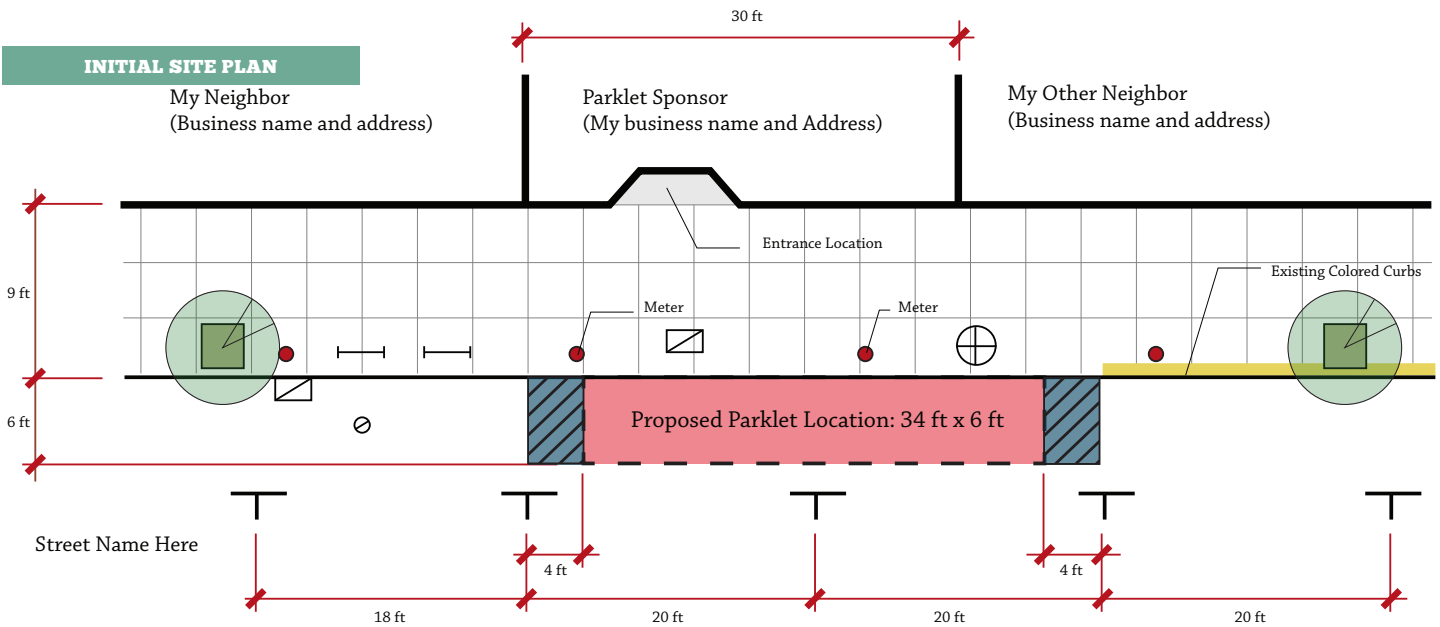 30 ft
INITIAL SITE PLAN
My Neighbor
(Business name and address)
Parklet Sponsor
(My business name and Address)
My Other Neighbor
(Business name and address)
Entrance Location
Existing Colored Curbs
9 ft
Meter
Meter
6 ft
Proposed Parklet Location: 34 ft x 6 ft
Street Name Here
4 ft
4 ft
18 ft
20 ft
20 ft
20 ft